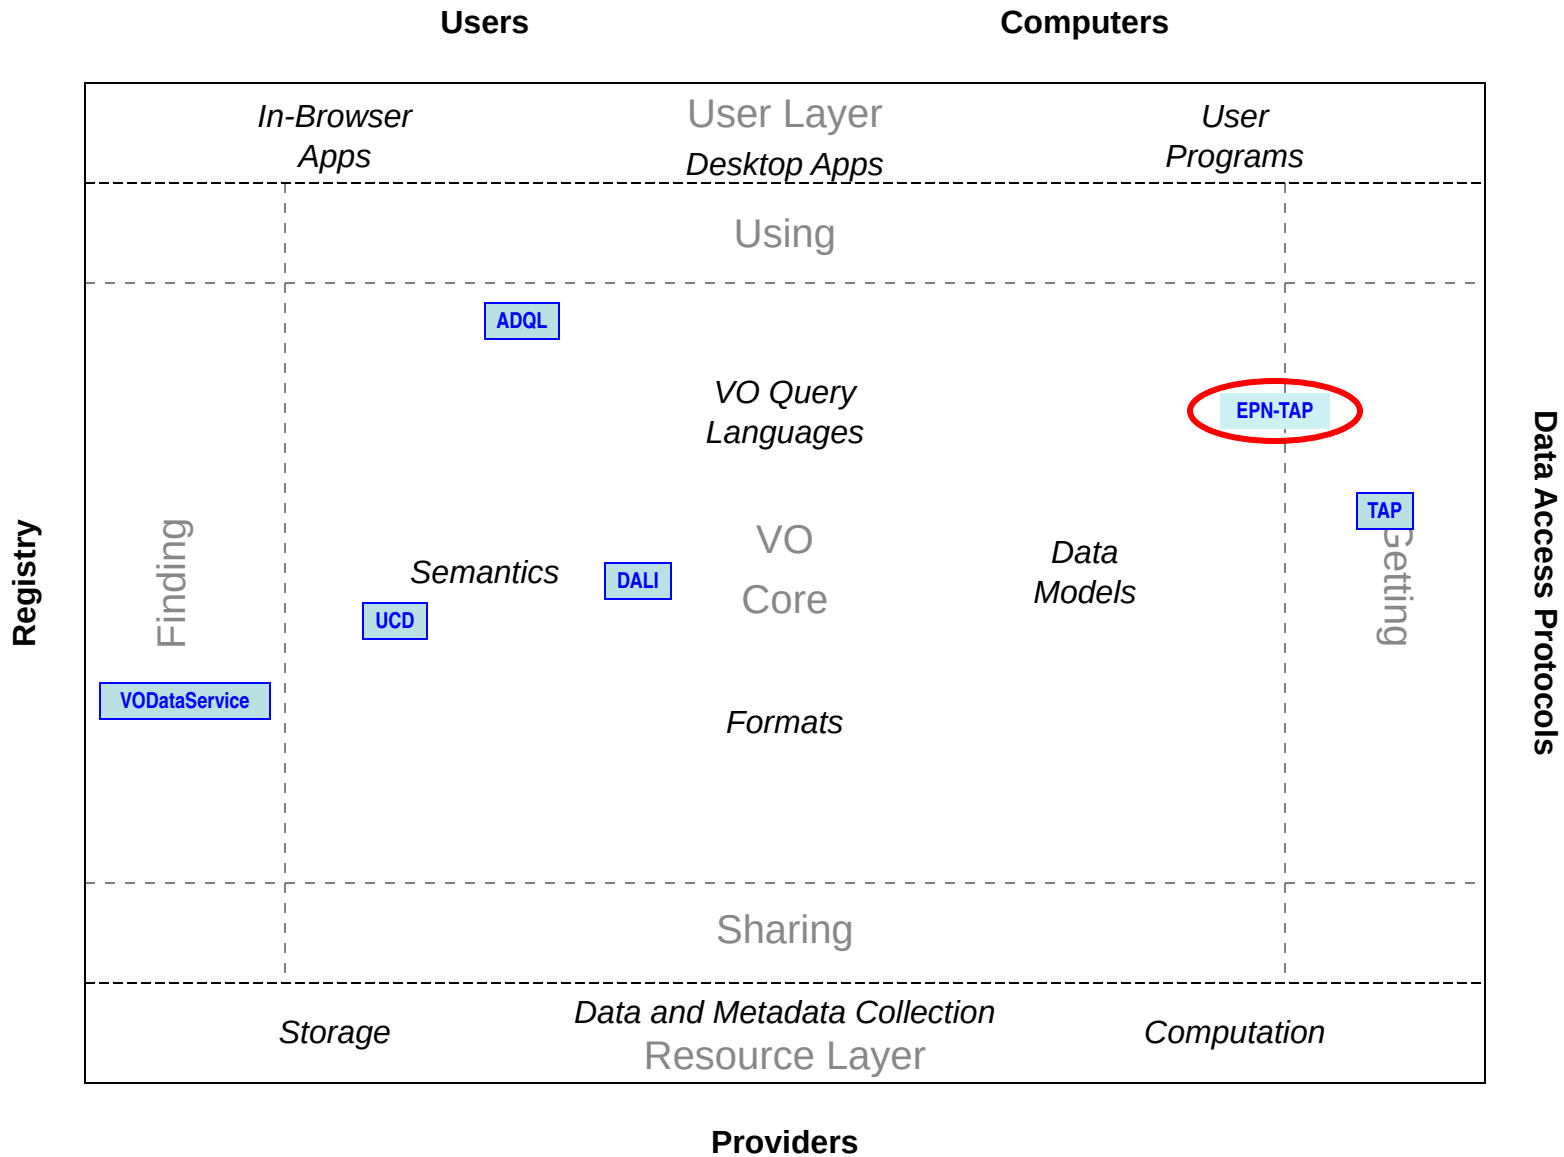 Users
Computers
In-Browser
Apps
User Layer
Desktop Apps
User
Programs
Using
ADQL
VO Query
Languages
EPN-TAP
TAP
Registry
Finding
Semantics
DALI
UCD
VODataService
VO
Core
Data
Models
Getting
Data Access Protocols
Formats
Sharing
Storage
Data and Metadata Collection
Computation
Resource Layer
Providers